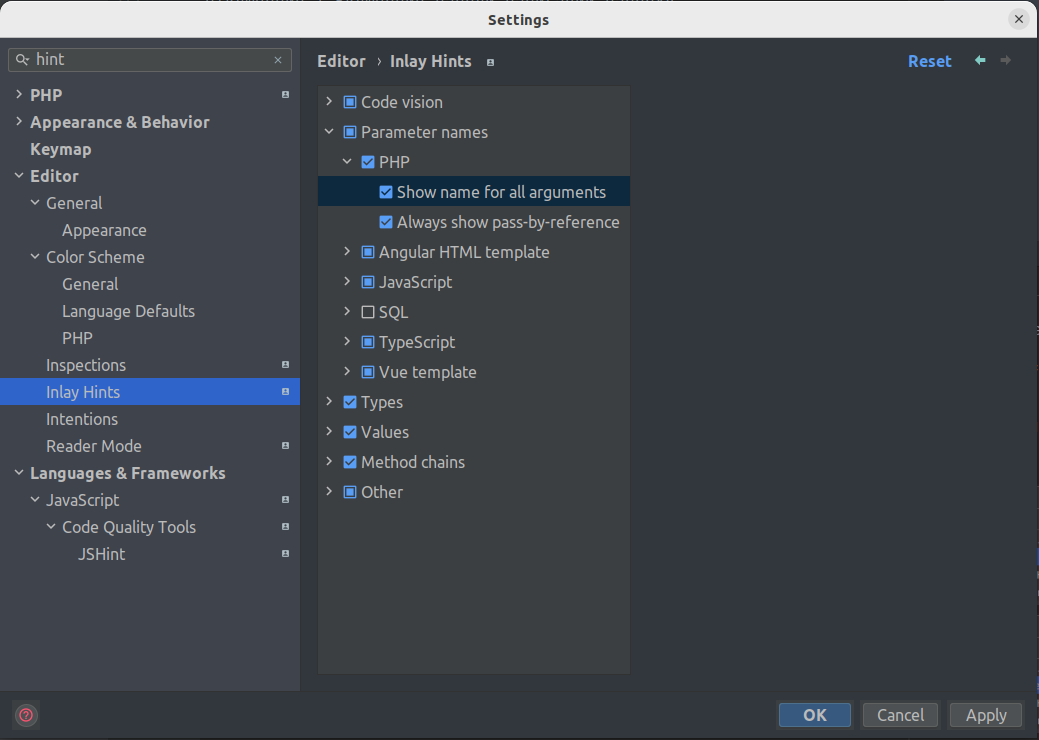 Settings
hint
PHP
Appearance & Behavior
Keymap
Editor
General
Appearance
Color Scheme
General
Language Defaults
PHP
Inspections
Inlay Hints
Intentions
Reader Mode
Languages & Frameworks
JavaScript
Code Quality Tools
JSHint
Editor › Inlay Hints
Reset
Code vision
Parameter names
PHP
Show name for all arguments
Always show pass-by-reference
Angular HTML template
JavaScript
SQL
TypeScript
Vue template
Types
Values
Method chains
Other
?
OK
Cancel
Apply